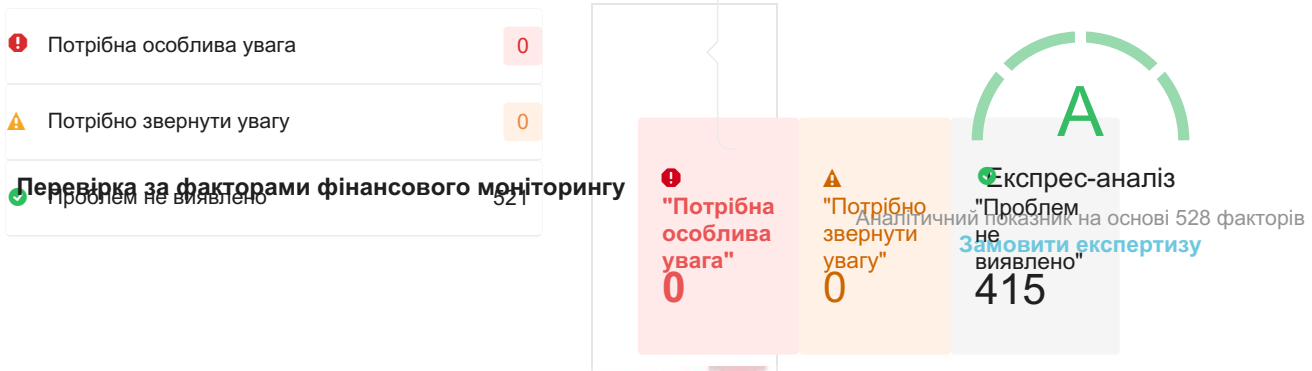 Потрібна особлива увага
0
Потрібно звернути увагу
0
Перевірка за факторами фінансового моніторингу
Проблем не виявлено
521
"Потрібна
особлива
увага"
0
"Потрібно
звернути
увагу"
0
"Проблем
не
виявлено"
415
A
Експрес-аналіз
Аналітичний показник на основі 528 факторів
Замовити експертизу